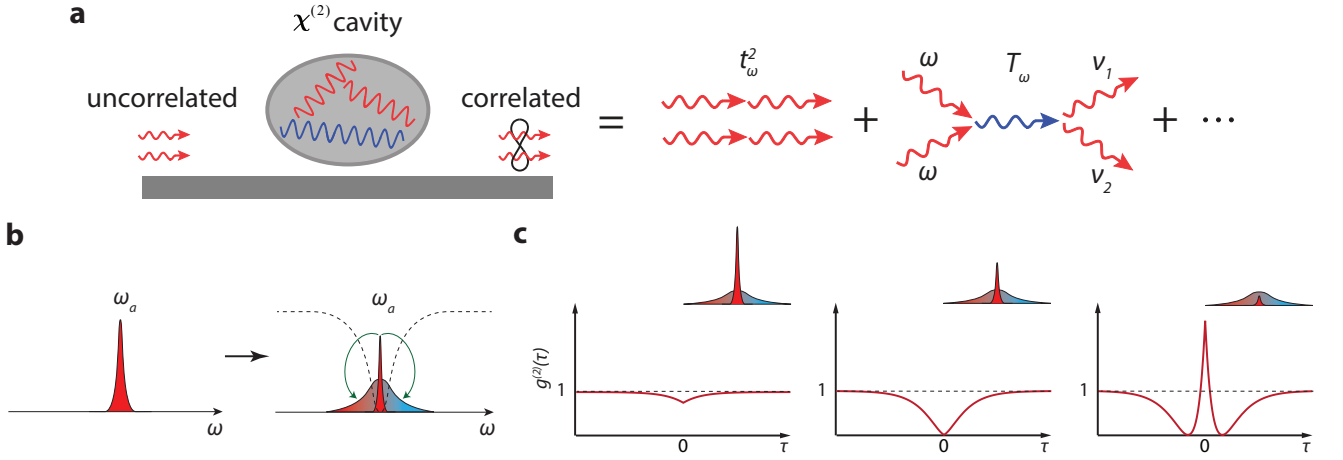 a
χ(2) cavity
uncorrelated
correlated
=
t²ω
+
ω
ω
Tω
ν1
ν2
+ ...
b
ωa
ω
ωa
ω
c
g(2)(τ)
1
0
τ
1
0
τ
1
0
τ